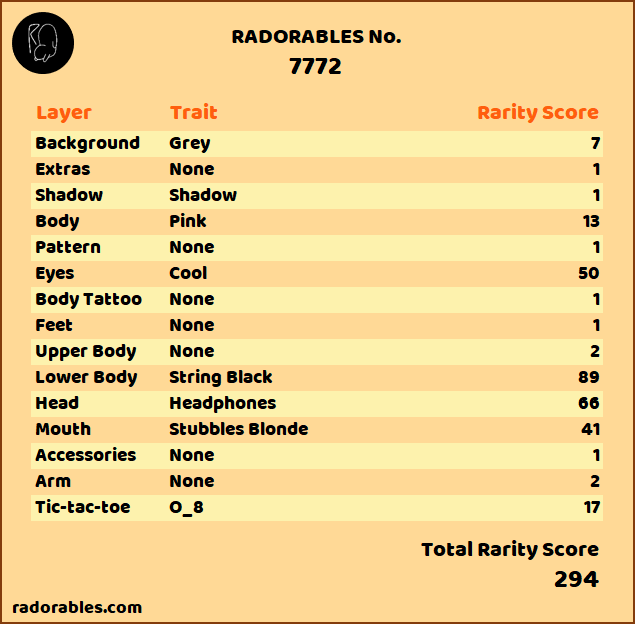 RADORABLES No.
7772
Layer Trait Rarity Score
Background Grey 7
Extras None 1
Shadow Shadow 1
Body Pink 13
Pattern None 1
Eyes Cool 50
Body Tattoo None 1
Feet None 1
Upper Body None 2
Lower Body String Black 89
Head Headphones 66
Mouth Stubbles Blonde 41
Accessories None 1
Arm None 2
Tic-tac-toe O_8 17
Total Rarity Score
294
radorables.com